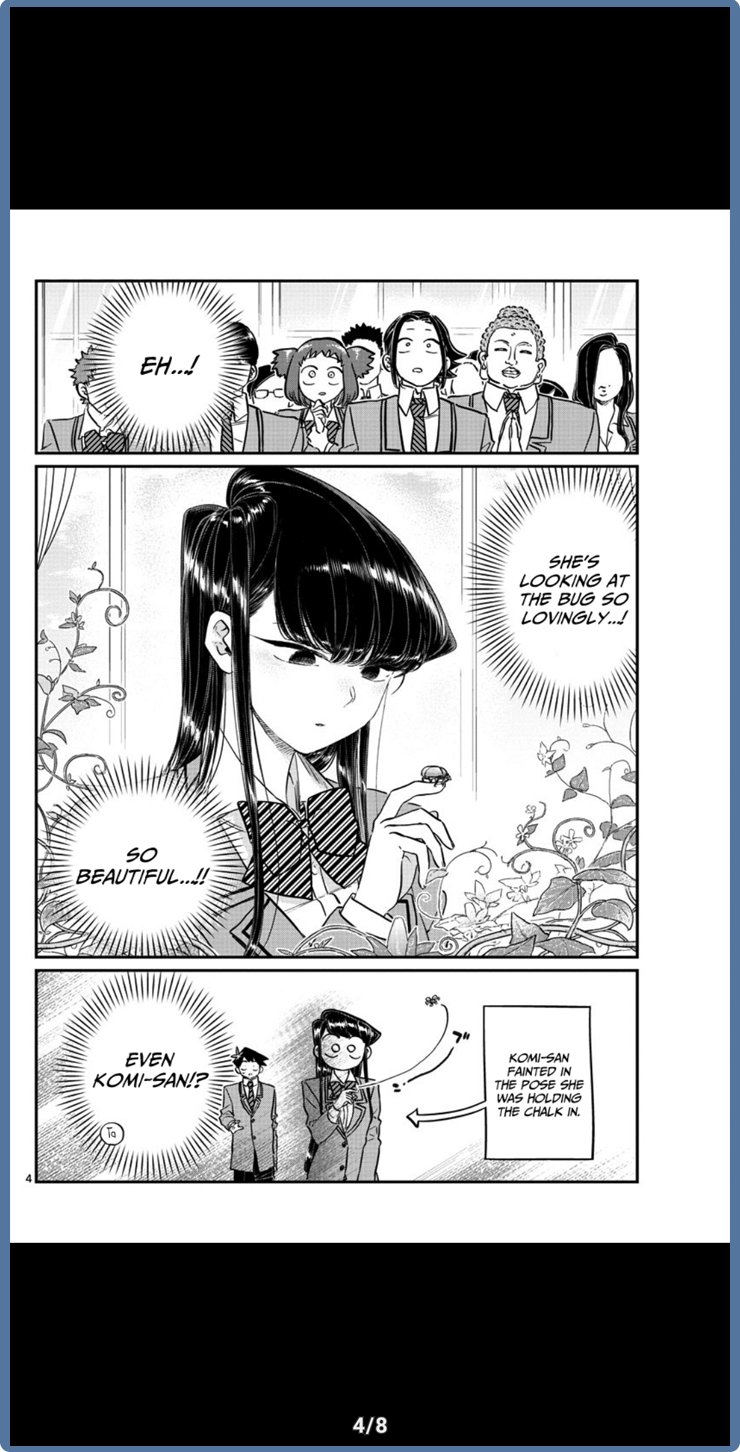 EH...!
SHE'S
LOOKING AT
THE BUG SO
LOVINGLY...!
SO
BEAUTIFUL...!!
EVEN
KOMI-SAN!?
KOMI-SAN
FAINTED IN
THE POSE SHE
WAS HOLDING
THE CHALK IN.
4
4/8